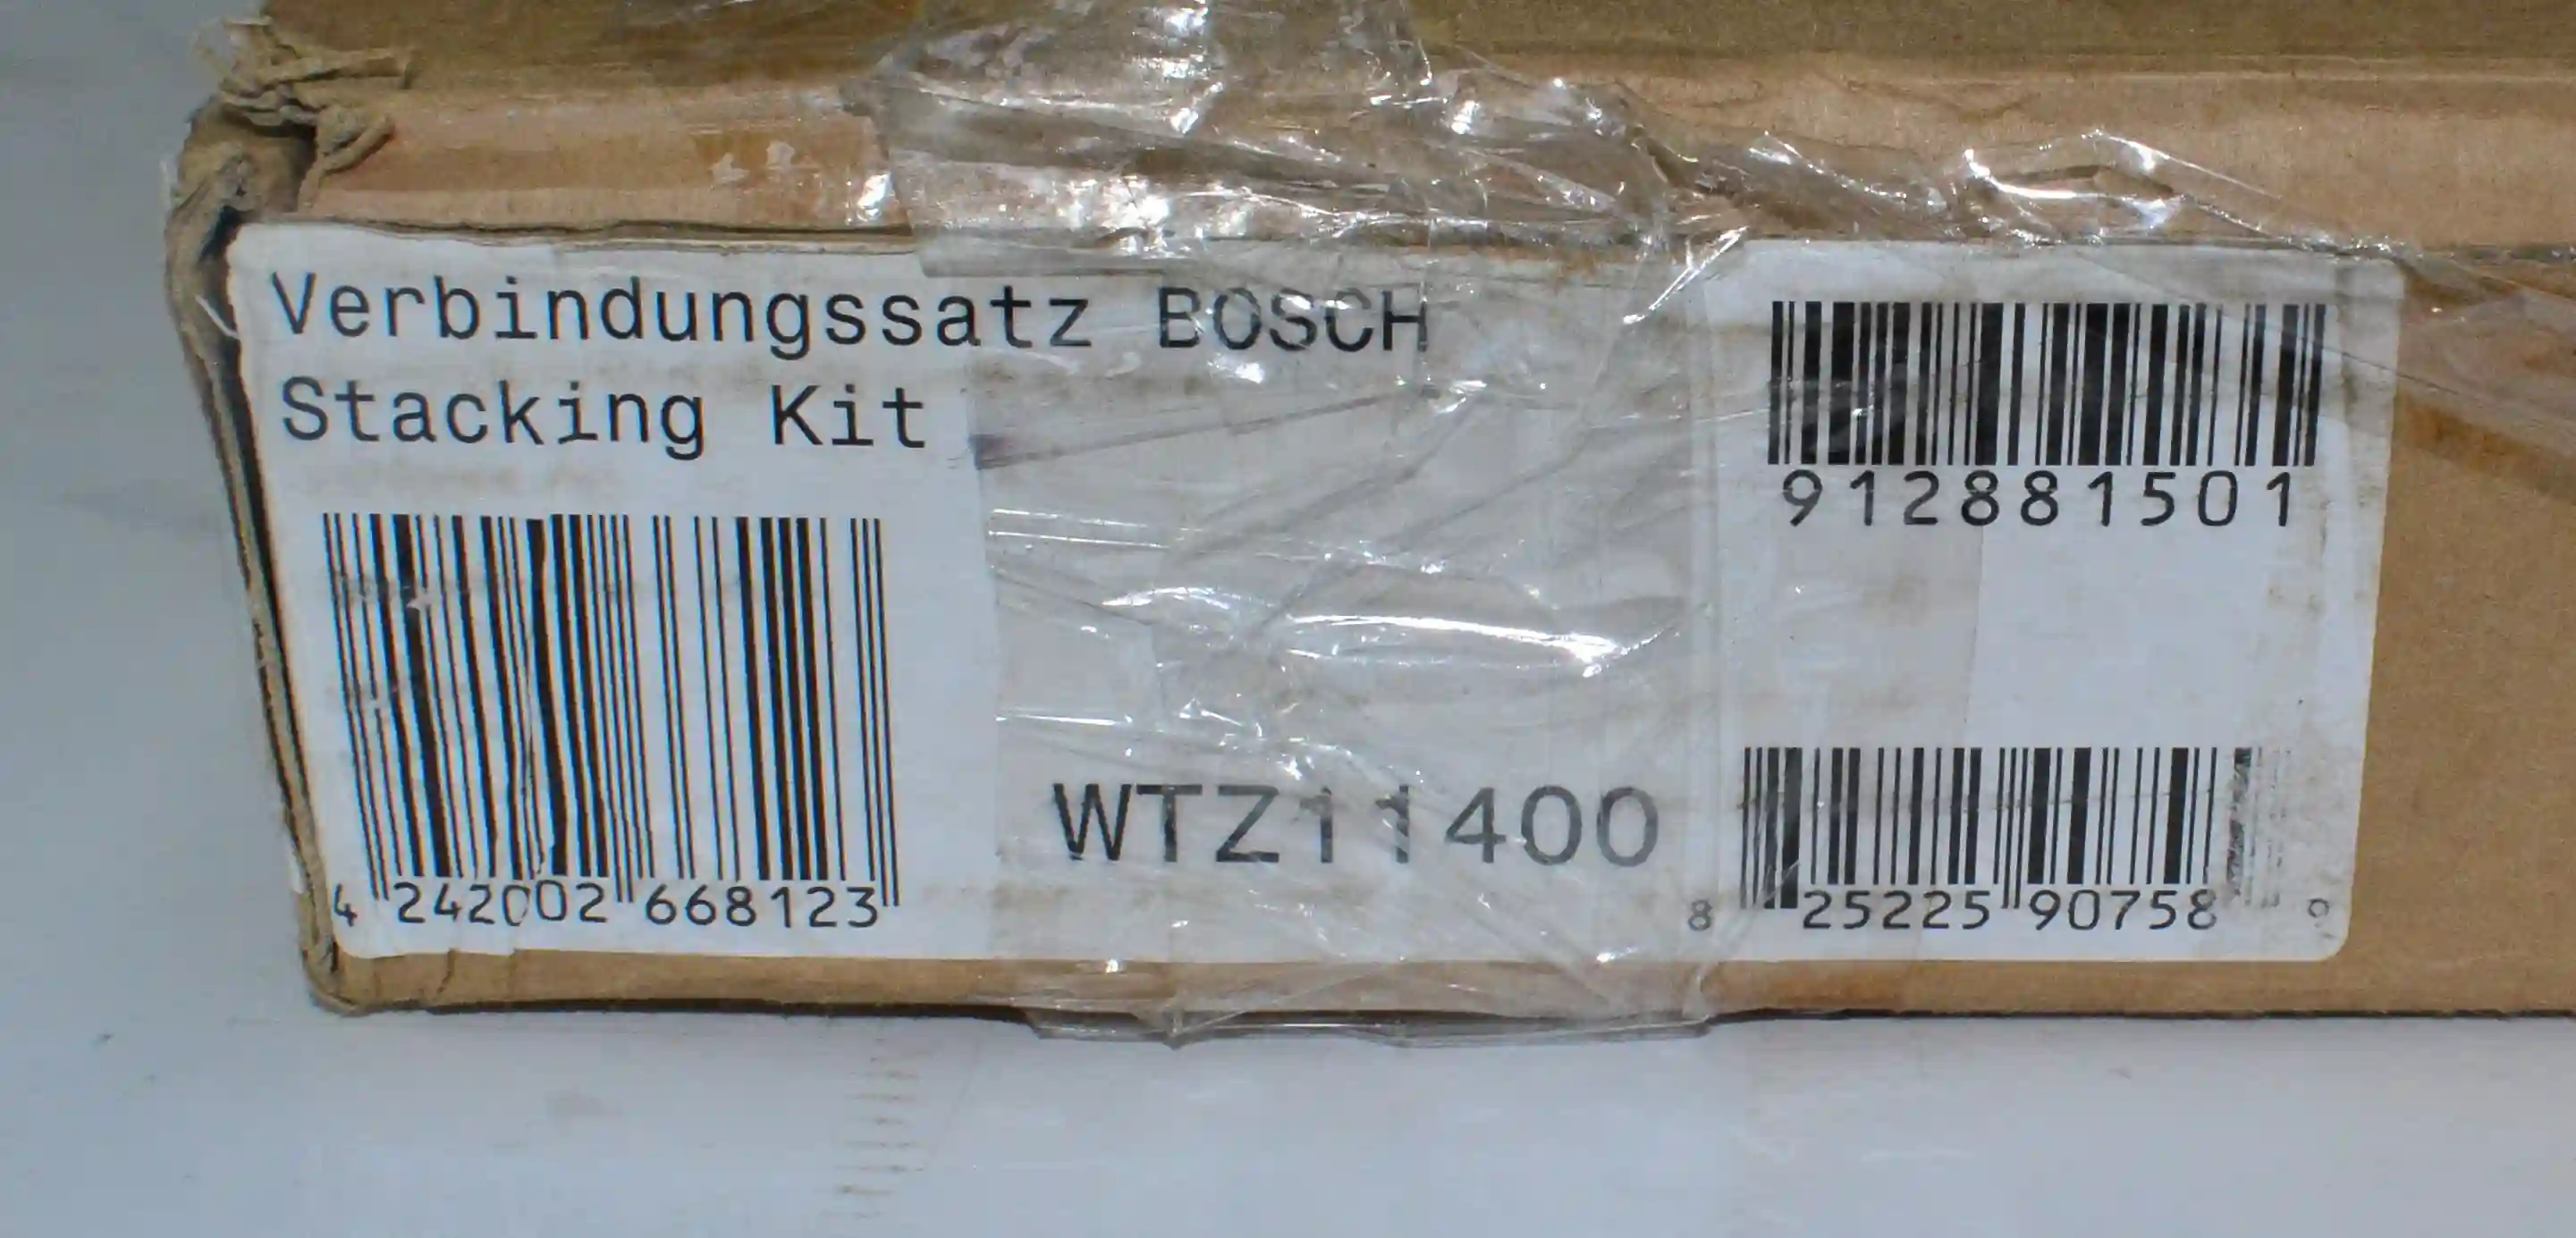 Verbindungssatz BOSCH
Stacking Kit
912881501
WTZ11400
4 242002 668123
8 25225 90758 9